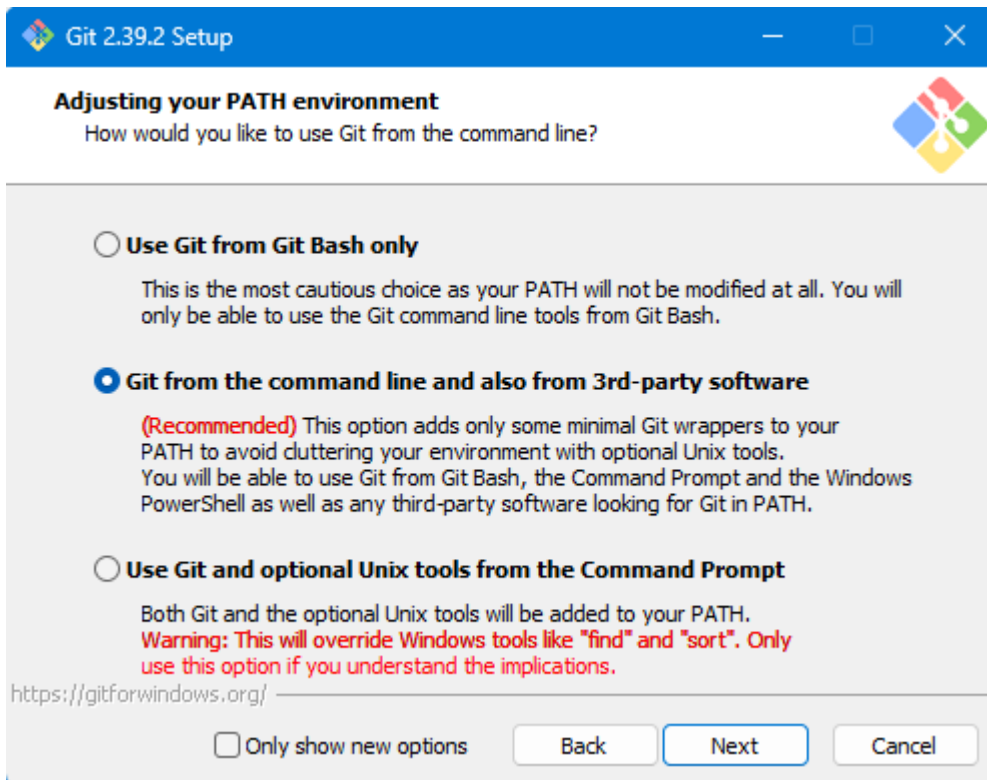 Git 2.39.2 Setup
Adjusting your PATH environment
How would you like to use Git from the command line?
Use Git from Git Bash only
This is the most cautious choice as your PATH will not be modified at all. You will
only be able to use the Git command line tools from Git Bash.
Git from the command line and also from 3rd-party software
(Recommended) This option adds only some minimal Git wrappers to your
PATH to avoid cluttering your environment with optional Unix tools.
You will be able to use Git from Git Bash, the Command Prompt and the Windows
PowerShell as well as any third-party software looking for Git in PATH.
Use Git and optional Unix tools from the Command Prompt
Both Git and the optional Unix tools will be added to your PATH.
Warning: This will override Windows tools like "find" and "sort". Only
use this option if you understand the implications.
https://gitforwindows.org/
Only show new options
Back
Next
Cancel